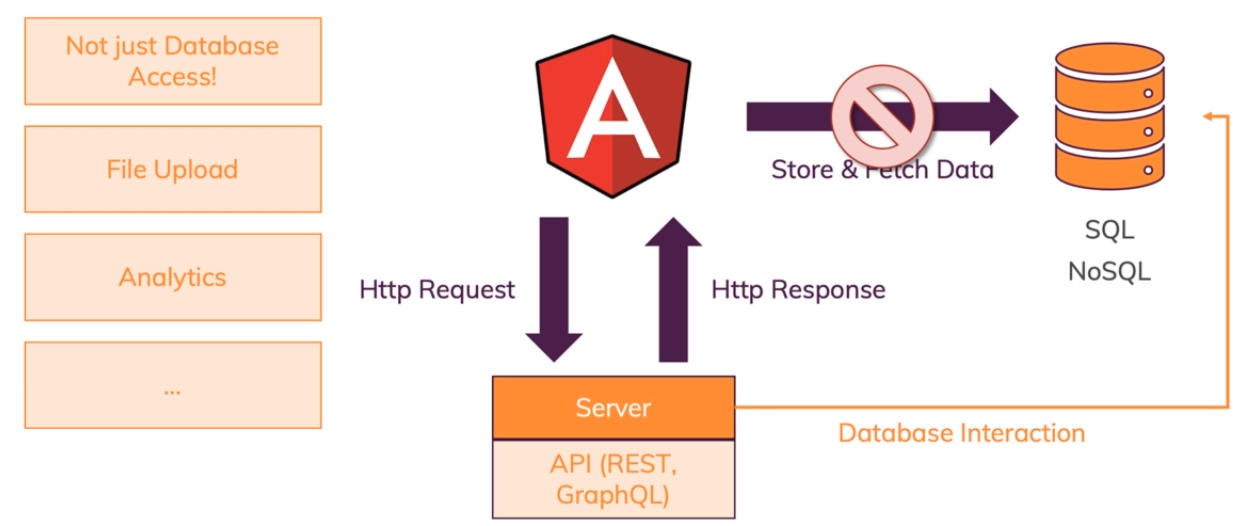 Not just Database
Access!
File Upload
Analytics
...
A
Store & Fetch Data
SQL
NoSQL
Http Request
Http Response
Server
API (REST,
GraphQL)
Database Interaction